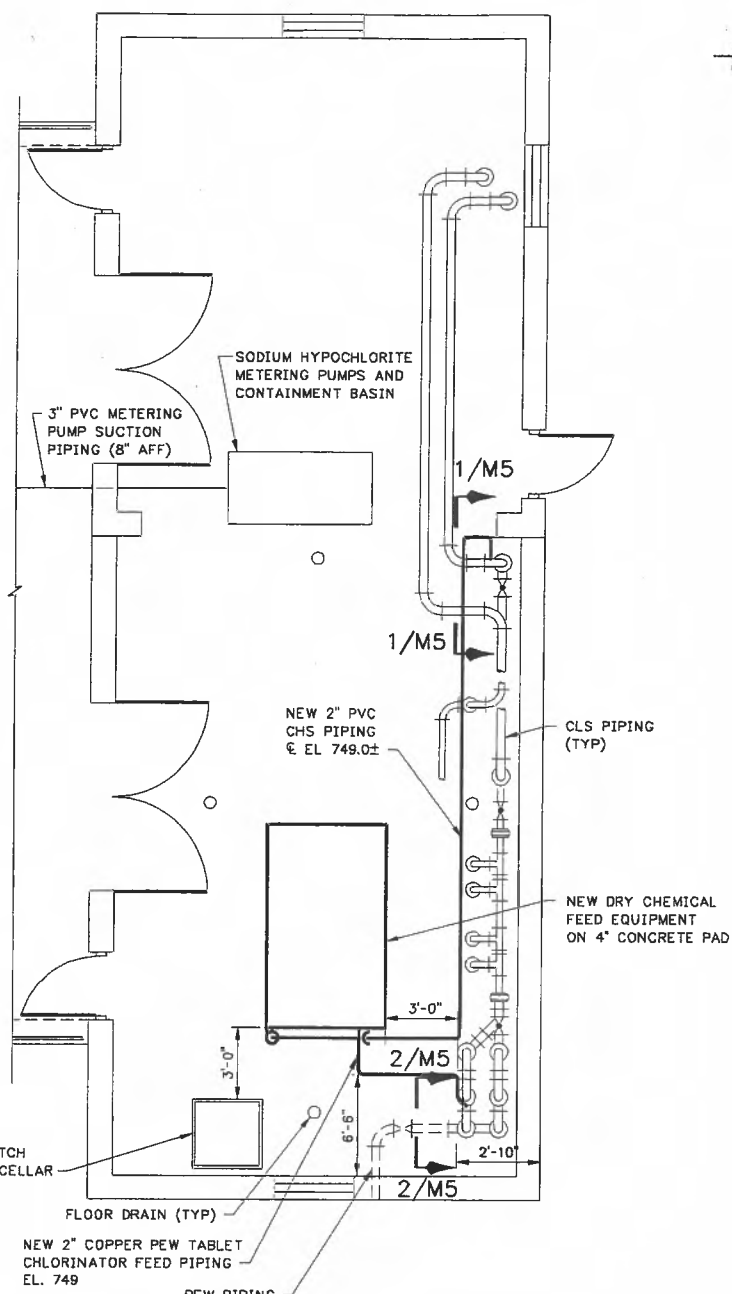 SODIUM HYPOCHLORITE
METERING PUMPS AND
CONTAINMENT BASIN
3" PVC METERING
PUMP SUCTION
PIPING (8" AFF)
1/M5
1/M5
NEW 2" PVC
CHS PIPING
℄ EL 749.0±
CLS PIPING
(TYP)
NEW DRY CHEMICAL
FEED EQUIPMENT
ON 4" CONCRETE PAD
3'-0"
3'-0"
2/M5
6'-6"
2'-10"
2/M5
TCH
CELLAR
FLOOR DRAIN (TYP)
NEW 2" COPPER PEW TABLET
CHLORINATOR FEED PIPING
EL. 749
PEW PIPING